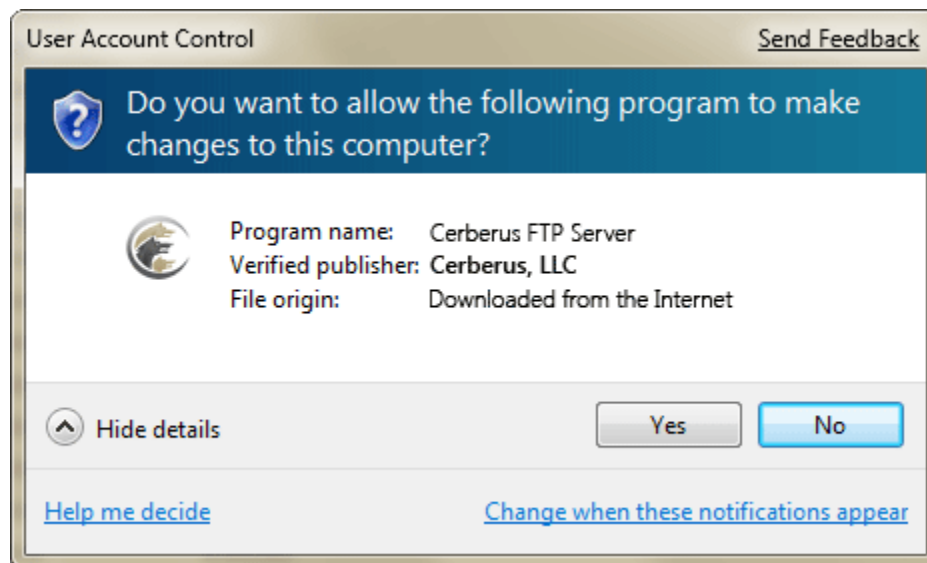 User Account Control Send Feedback
Do you want to allow the following program to make
changes to this computer?
Program name: Cerberus FTP Server
Verified publisher: Cerberus, LLC
File origin: Downloaded from the Internet
Hide details Yes No
Help me decide Change when these notifications appear